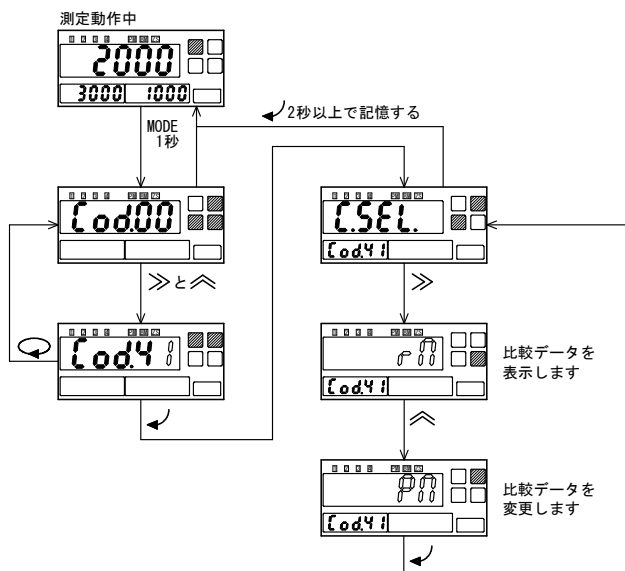 測定動作中
2000
3000 1000
MODE
1秒
2秒以上で記憶する
Cod.00
C.SEL.
Cod.41
≫と︽
≫
Cod.41
rM
Cod.41
比較データを
表示します
︽
PM
Cod.41
比較データを
変更します